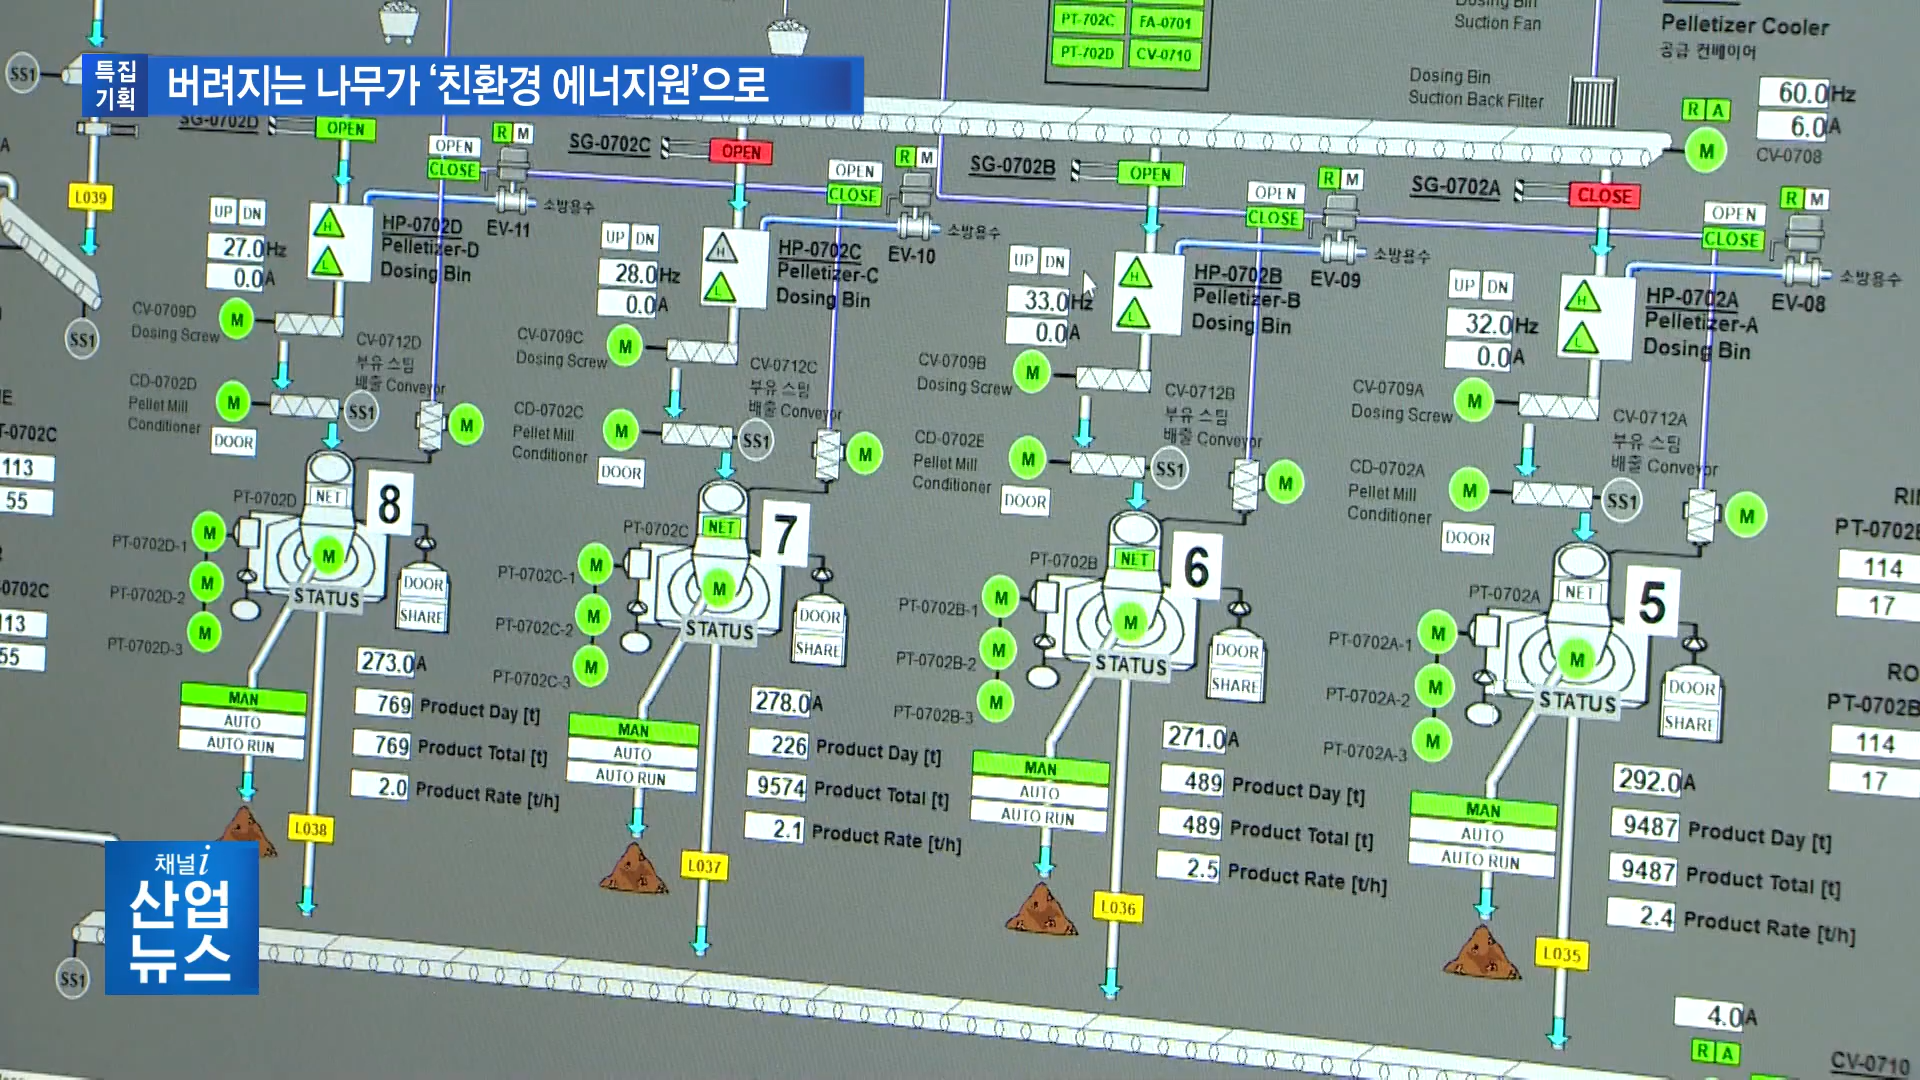 특집
기획
버려지는 나무가 ‘친환경 에너지원’으로
PT-702C
FA-0701
PT-702D
CV-0710
Suction Fan
Pelletizer Cooler
공급 컨베이어
Dosing Bin
Suction Back Filter
60.0Hz
6.0A
R A
M
CV-0708
SS1
L039
SS1
SG-0702D
OPEN
OPEN
CLOSE
R M
EV-11
소방용수
UP DN
27.0Hz
0.0A
H
L
HP-0702D
Pelletizer-D
Dosing Bin
CV-0709D
Dosing Screw
M
CV-0712D
부유 스팀
배출 Conveyor
CD-0702D
Pellet Mill
Conditioner
M
SS1
M
DOOR
PT-0702D
NET
8
PT-0702D-1
M
PT-0702D-2
M
PT-0702D-3
M
M
STATUS
DOOR
SHARE
273.0A
MAN
AUTO
AUTO RUN
769 Product Day [t]
769 Product Total [t]
2.0 Product Rate [t/h]
L038
SG-0702C
OPEN
OPEN
CLOSE
R M
EV-10
소방용수
UP DN
28.0Hz
0.0A
H
L
HP-0702C
Pelletizer-C
Dosing Bin
CV-0709C
Dosing Screw
M
CV-0712C
부유 스팀
배출 Conveyor
CD-0702C
Pellet Mill
Conditioner
M
SS1
M
DOOR
PT-0702C
NET
7
PT-0702C-1
M
PT-0702C-2
M
PT-0702C-3
M
M
STATUS
DOOR
SHARE
278.0A
MAN
AUTO
AUTO RUN
226 Product Day [t]
9574 Product Total [t]
2.1 Product Rate [t/h]
L037
SG-0702B
OPEN
OPEN
CLOSE
R M
EV-09
소방용수
UP DN
33.0Hz
0.0A
H
L
HP-0702B
Pelletizer-B
Dosing Bin
CV-0709B
Dosing Screw
M
CV-0712B
부유 스팀
배출 Conveyor
CD-0702E
Pellet Mill
Conditioner
M
SS1
M
DOOR
PT-0702B
NET
6
PT-0702B-1
M
PT-0702B-2
M
PT-0702B-3
M
M
STATUS
DOOR
SHARE
271.0A
MAN
AUTO
AUTO RUN
489 Product Day [t]
489 Product Total [t]
2.5 Product Rate [t/h]
L036
SG-0702A
CLOSE
OPEN
CLOSE
R M
EV-08
소방용수
UP DN
32.0Hz
0.0A
H
L
HP-0702A
Pelletizer-A
Dosing Bin
CV-0709A
Dosing Screw
M
CV-0712A
부유 스팀
배출 Conveyor
CD-0702A
Pellet Mill
Conditioner
M
SS1
M
DOOR
PT-0702A
NET
5
PT-0702A-1
M
PT-0702A-2
M
PT-0702A-3
M
M
STATUS
DOOR
SHARE
292.0A
MAN
AUTO
AUTO RUN
9487 Product Day [t]
9487 Product Total [t]
2.4 Product Rate [t/h]
L035
113
55
PT-0702B
114
17
PT-0702B
114
17
채널i
산업
뉴스
SS1
4.0A
R A
CV-0710